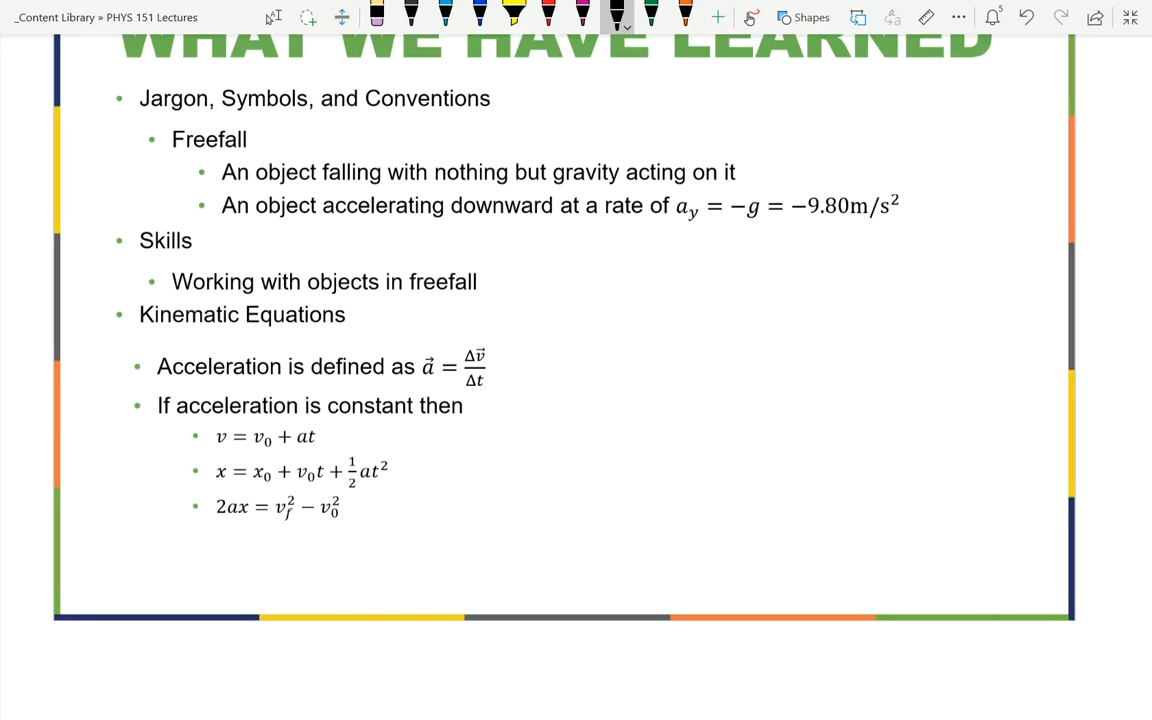 _Content Library » PHYS 151 Lectures
Shapes
5
WHAT WE HAVE LEARNED
• Jargon, Symbols, and Conventions
• Freefall
• An object falling with nothing but gravity acting on it
• An object accelerating downward at a rate of a_y = −g = −9.80m/s²
• Skills
• Working with objects in freefall
• Kinematic Equations
• Acceleration is defined as a⃗ = Δv⃗/Δt
• If acceleration is constant then
• v = v₀ + at
• x = x₀ + v₀t + ½at²
• 2ax = v_f² − v₀²